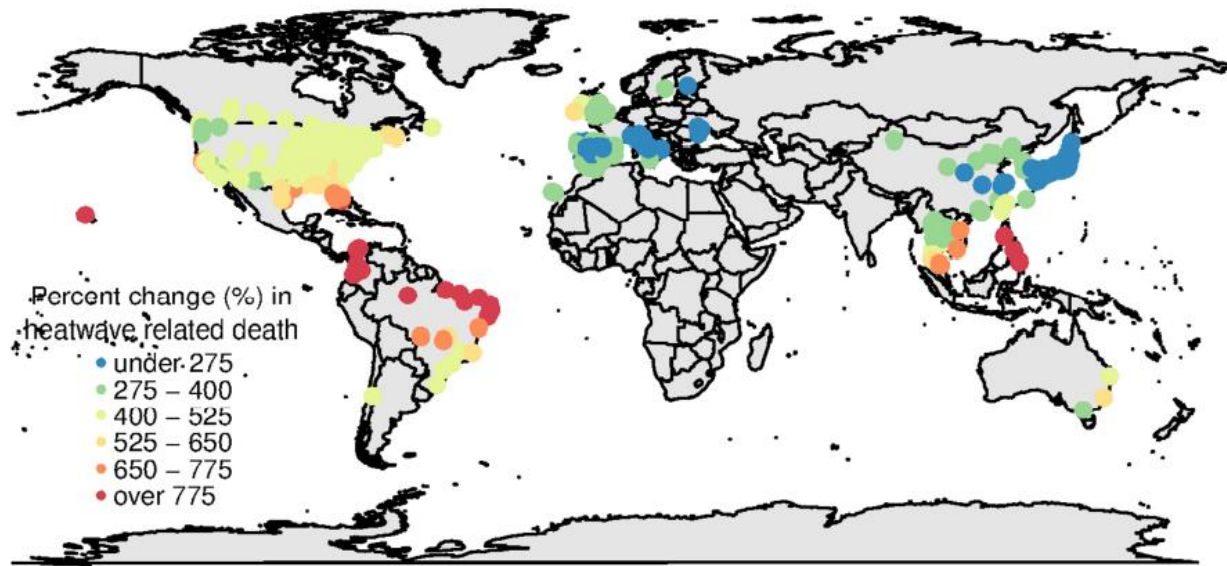 Percent change (%) in
heatwave related death
under 275
275 – 400
400 – 525
525 – 650
650 – 775
over 775